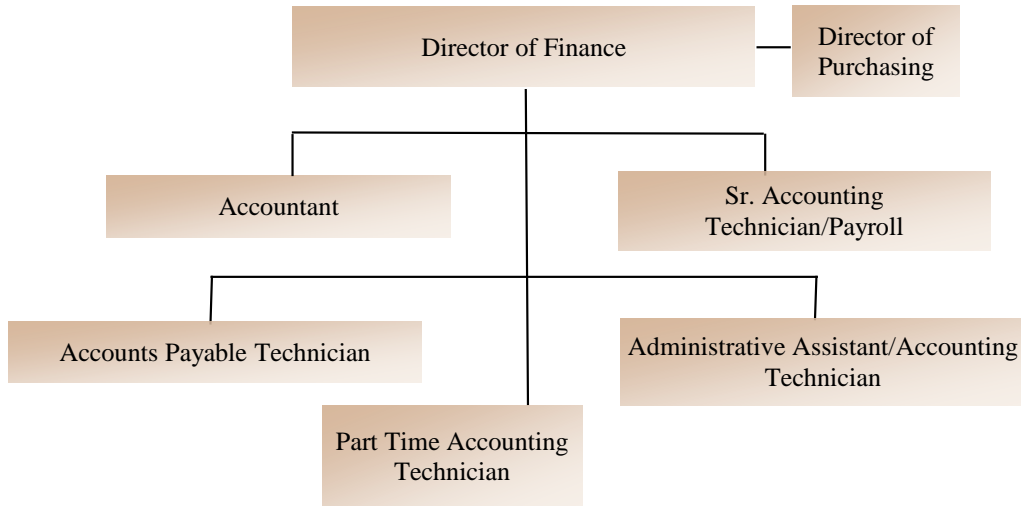 Director of Finance
Director of
Purchasing
Accountant
Sr. Accounting
Technician/Payroll
Accounts Payable Technician
Administrative Assistant/Accounting
Technician
Part Time Accounting
Technician